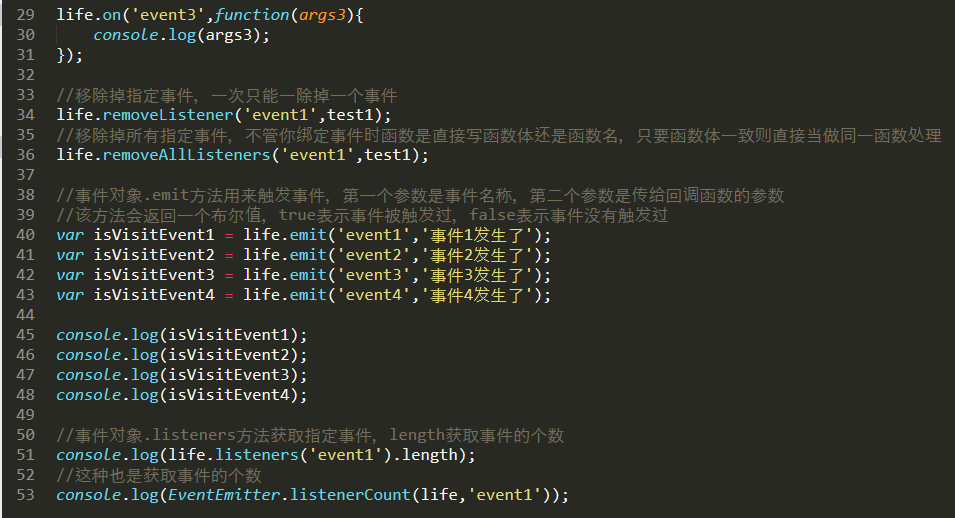 29 life.on('event3',function(args3){
30     console.log(args3);
31 });
32
33 //移除掉指定事件，一次只能一除掉一个事件
34 life.removeListener('event1',test1);
35 //移除掉所有指定事件，不管你绑定事件时函数是直接写函数体还是函数名，只要函数体一致则直接当做同一函数处理
36 life.removeAllListeners('event1',test1);
37
38 //事件对象.emit方法用来触发事件，第一个参数是事件名称，第二个参数是传给回调函数的参数
39 //该方法会返回一个布尔值，true表示事件被触发过，false表示事件没有触发过
40 var isVisitEvent1 = life.emit('event1','事件1发生了');
41 var isVisitEvent2 = life.emit('event2','事件2发生了');
42 var isVisitEvent3 = life.emit('event3','事件3发生了');
43 var isVisitEvent4 = life.emit('event4','事件4发生了');
44
45 console.log(isVisitEvent1);
46 console.log(isVisitEvent2);
47 console.log(isVisitEvent3);
48 console.log(isVisitEvent4);
49
50 //事件对象.listeners方法获取指定事件，length获取事件的个数
51 console.log(life.listeners('event1').length);
52 //这种也是获取事件的个数
53 console.log(EventEmitter.listenerCount(life,'event1'));